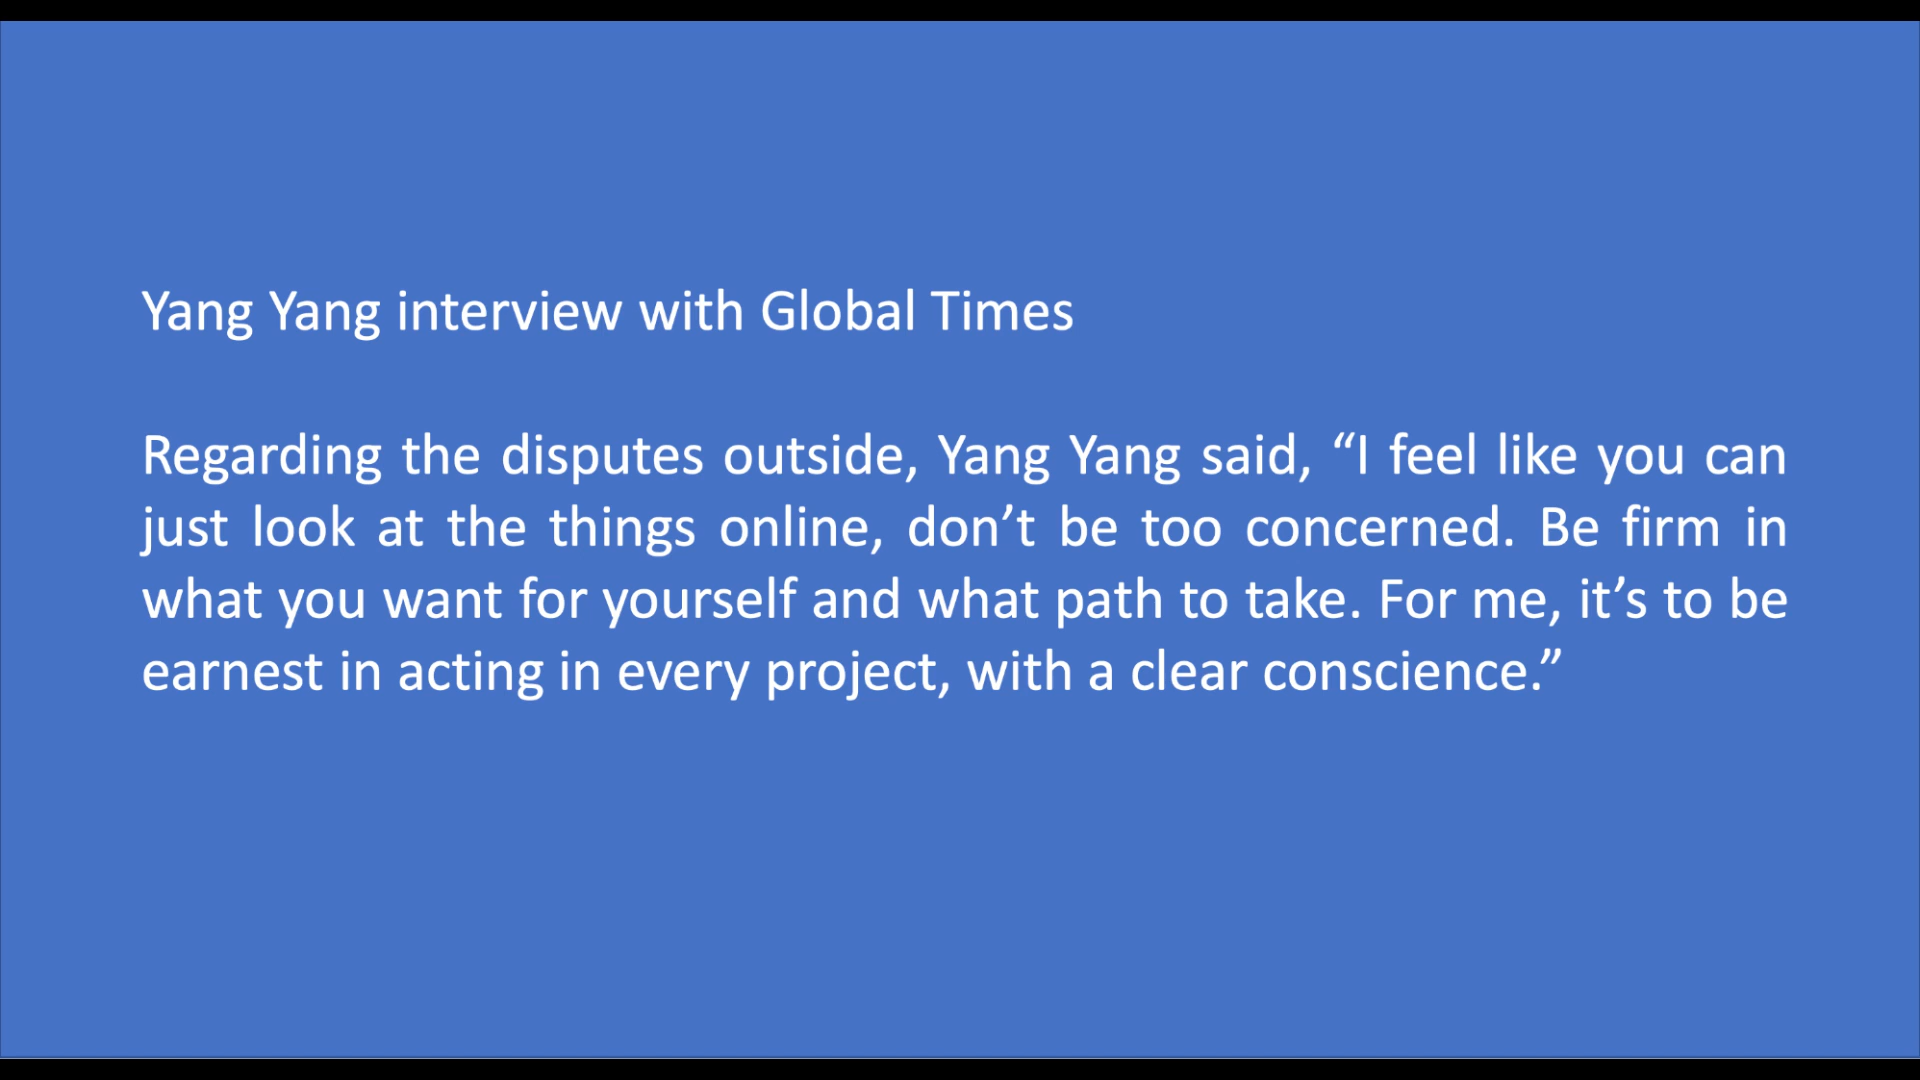 Yang Yang interview with Global Times
Regarding the disputes outside, Yang Yang said, “I feel like you can
just look at the things online, don’t be too concerned. Be firm in
what you want for yourself and what path to take. For me, it’s to be
earnest in acting in every project, with a clear conscience.”